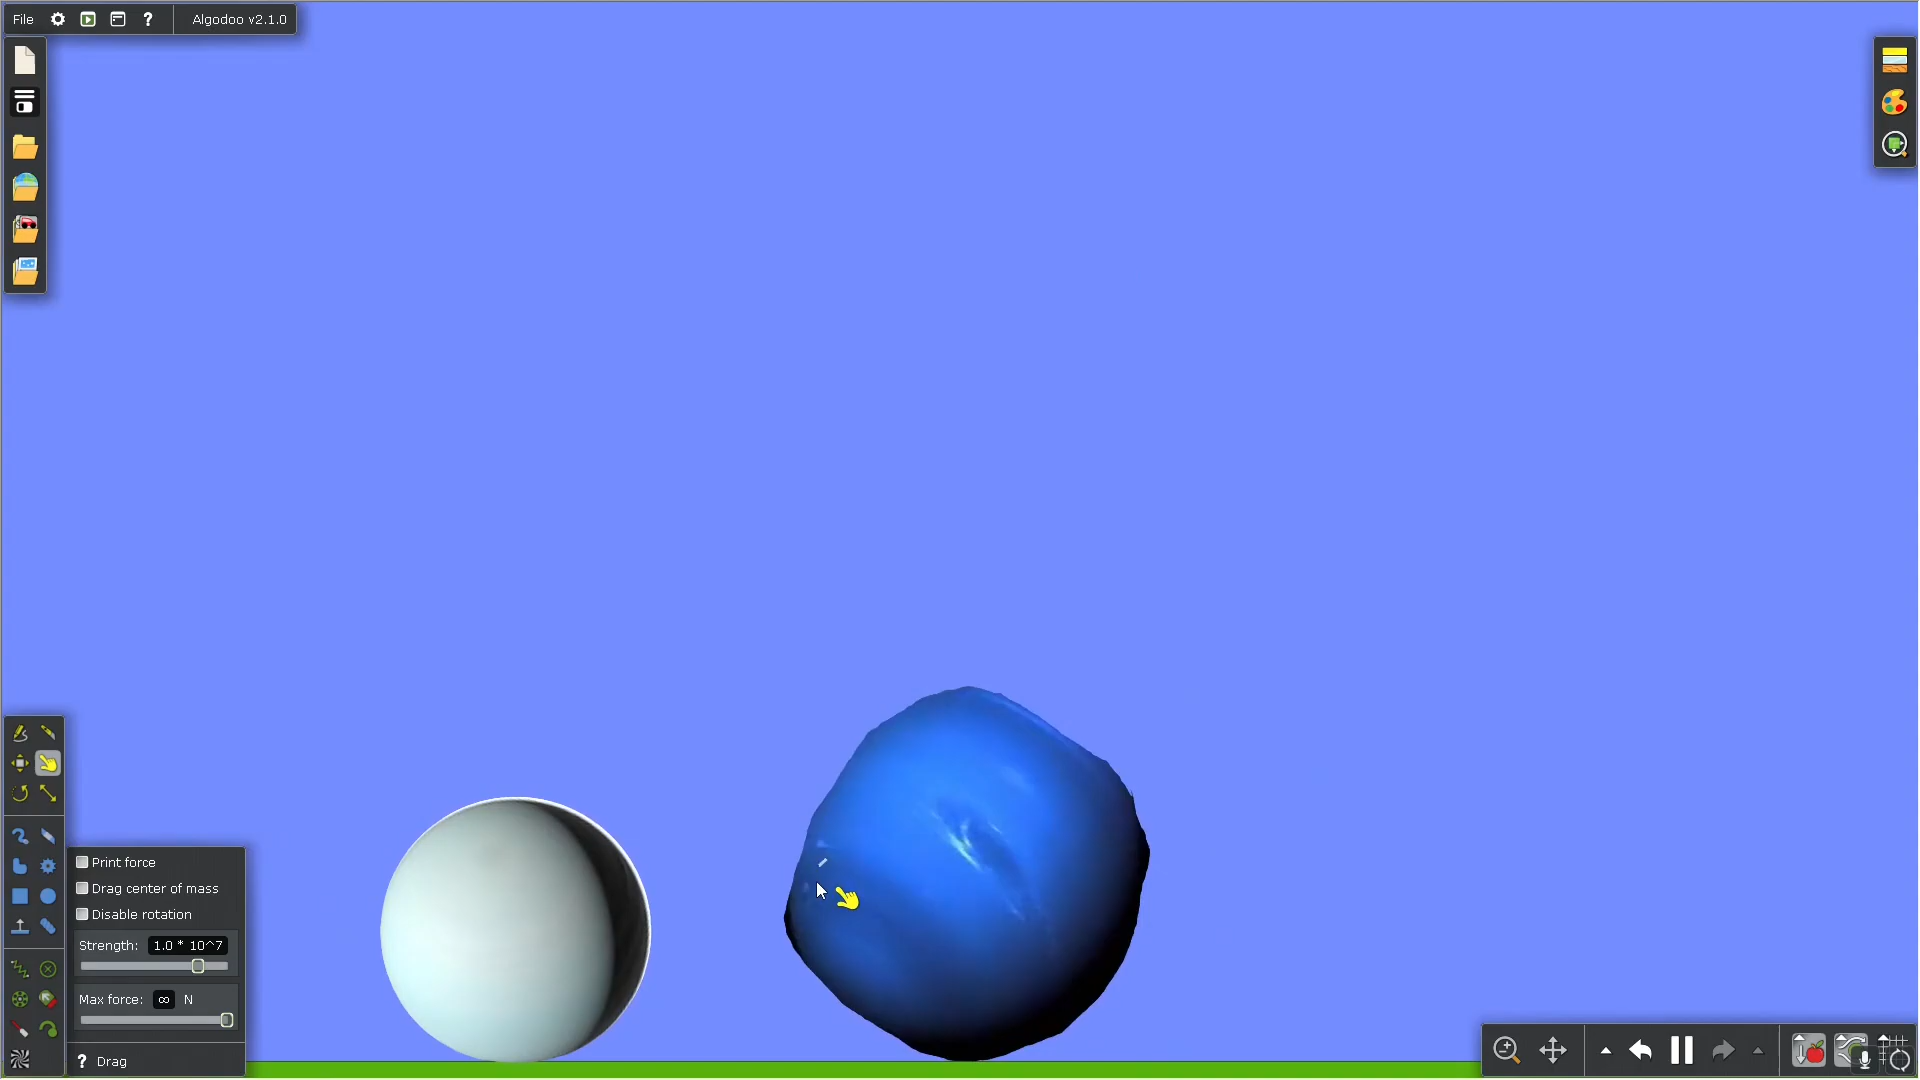 File ? Algodoo v2.1.0
Print force
Drag center of mass
Disable rotation
Strength: 1.0 * 10^7
Max force: ∞ N
? Drag